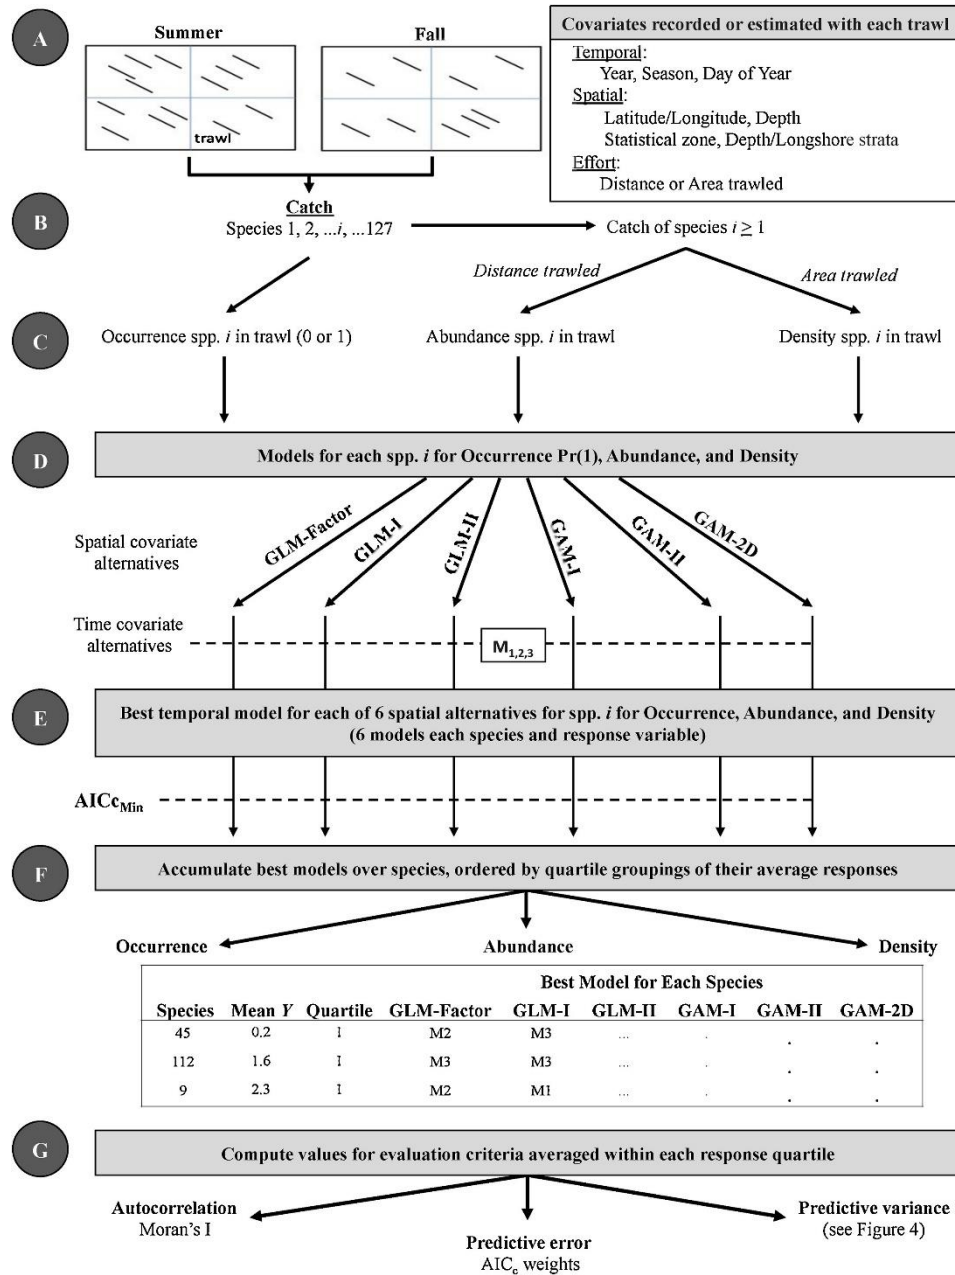 A
Summer
Fall
trawl
Covariates recorded or estimated with each trawl
Temporal:
Year, Season, Day of Year
Spatial:
Latitude/Longitude, Depth
Statistical zone, Depth/Longshore strata
Effort:
Distance or Area trawled
B
Catch
Species 1, 2, ...i, ...127
Catch of species i ≥ 1
Distance trawled
Area trawled
C
Occurrence spp. i in trawl (0 or 1)
Abundance spp. i in trawl
Density spp. i in trawl
D
Models for each spp. i for Occurrence Pr(1), Abundance, and Density
Spatial covariate
alternatives
GLM-Factor
GLM-I
GLM-II
GAM-I
GAM-II
GAM-2D
Time covariate
alternatives
M1,2,3
E
Best temporal model for each of 6 spatial alternatives for spp. i for Occurrence, Abundance, and Density
(6 models each species and response variable)
AICcMin
F
Accumulate best models over species, ordered by quartile groupings of their average responses
Occurrence
Abundance
Density
Best Model for Each Species
Species Mean Y Quartile GLM-Factor GLM-I GLM-II GAM-I GAM-II GAM-2D
45 0.2 1 M2 M3 ... . . .
112 1.6 1 M3 M3 ... . . .
9 2.3 1 M2 M1 ... . . .
G
Compute values for evaluation criteria averaged within each response quartile
Autocorrelation
Moran's I
Predictive error
AICc weights
Predictive variance
(see Figure 4)